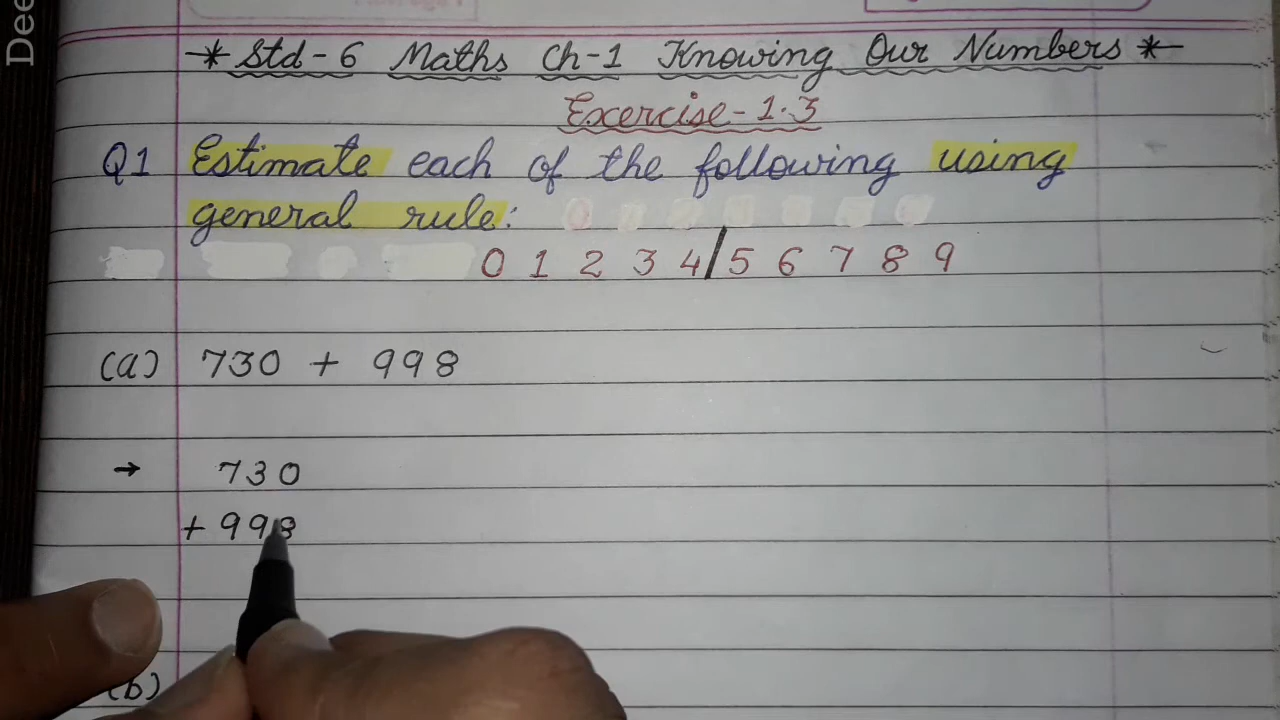 Dee
* Std - 6 Maths Ch-1 Knowing Our Numbers *
Exercise - 1.3
Q1 Estimate each of the following using
general rule:
0 1 2 3 4 / 5 6 7 8 9
(a) 730 + 998
→ 730
+ 998
(b)